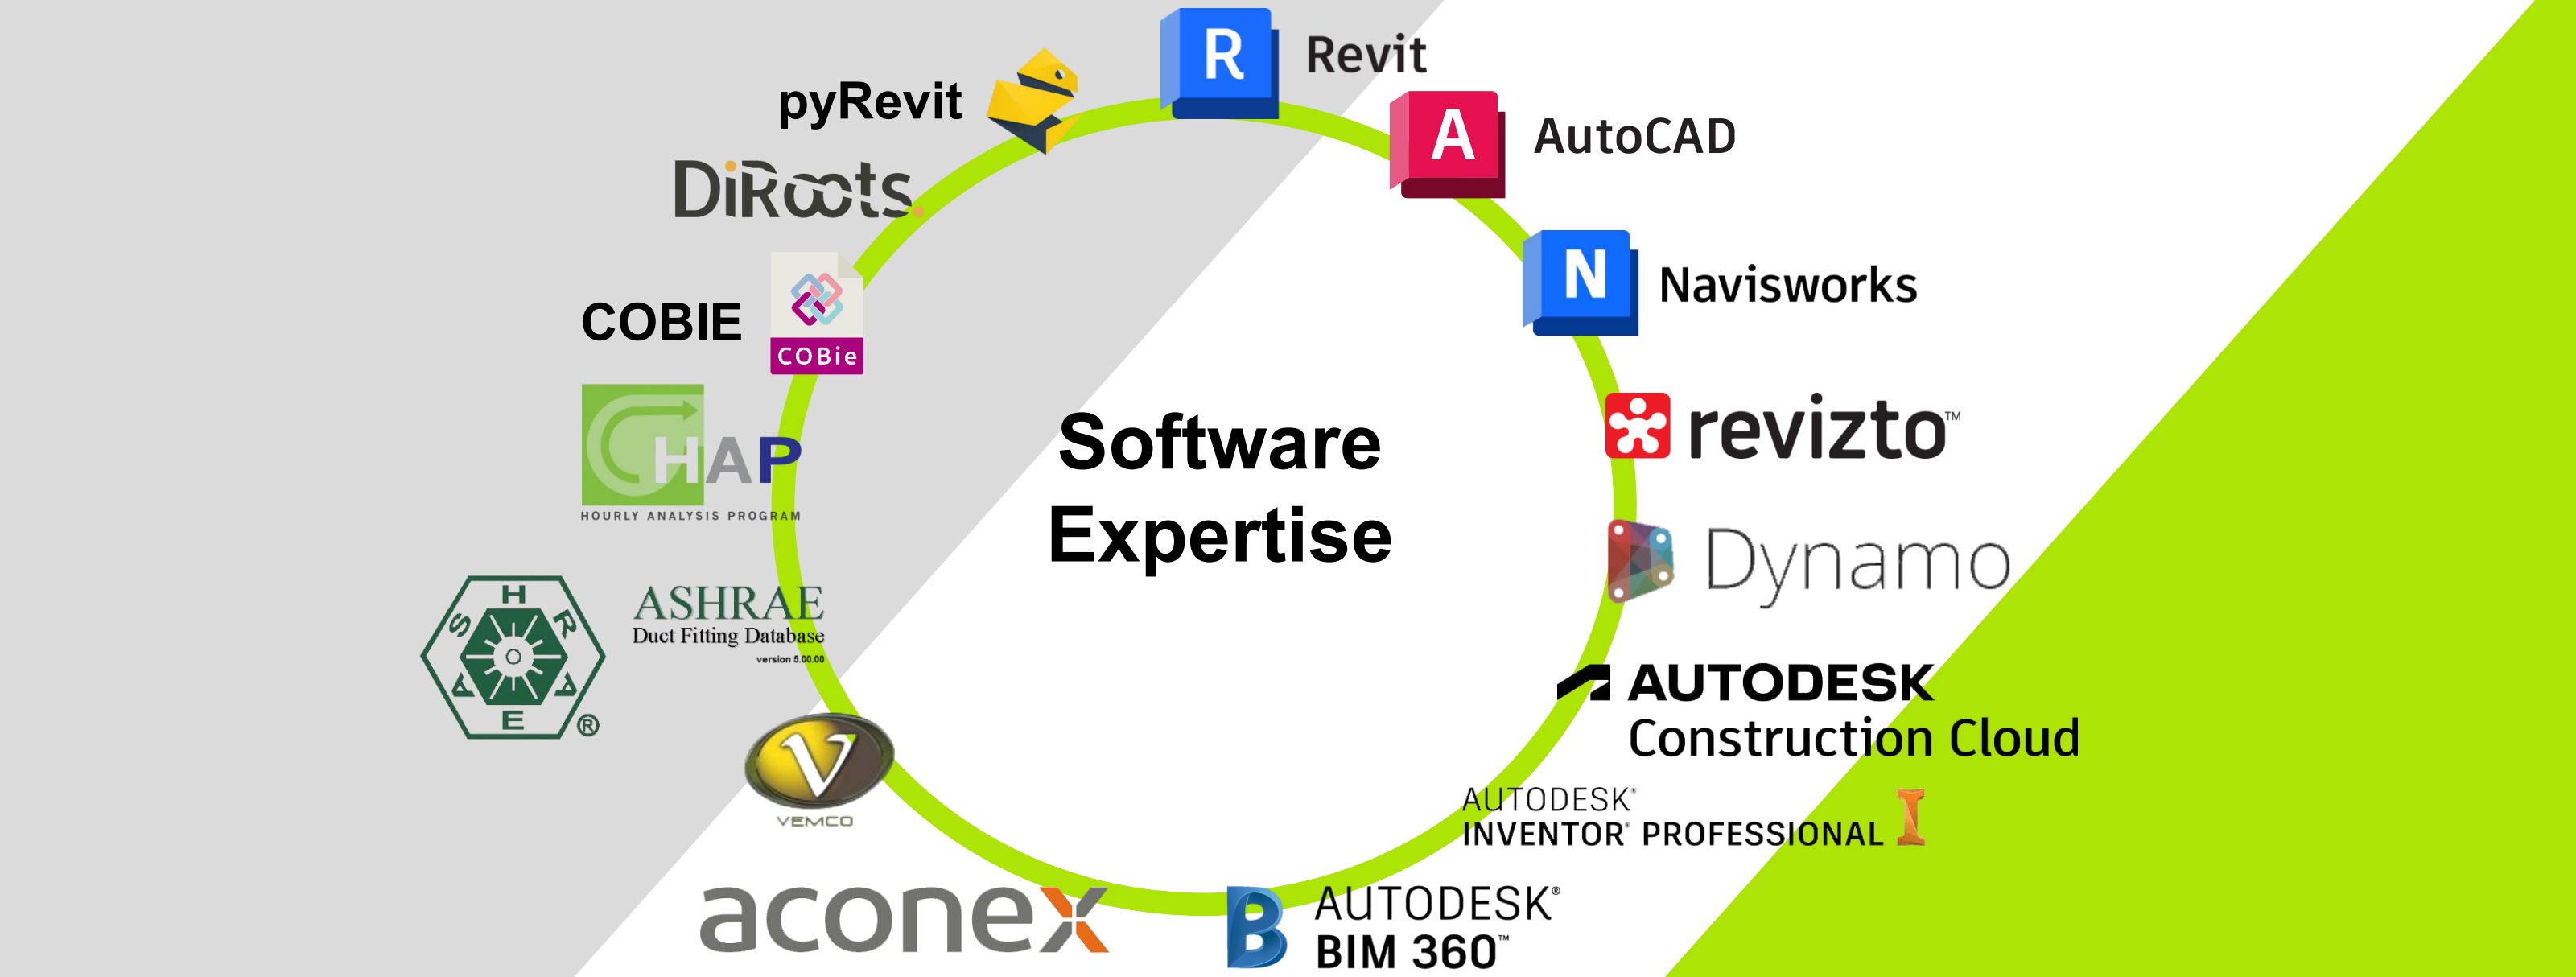 R Revit
A AutoCAD
N Navisworks
revizto™
Dynamo
AUTODESK
Construction Cloud
AUTODESK®
INVENTOR® PROFESSIONAL I
B AUTODESK®
BIM 360™
aconex
V
VEMCO
ASHRAE
Duct Fitting Database
version 5.00.00
ASHRAE ®
HAP
HOURLY ANALYSIS PROGRAM
COBIE
COBie
DiRoots.
pyRevit
Software
Expertise